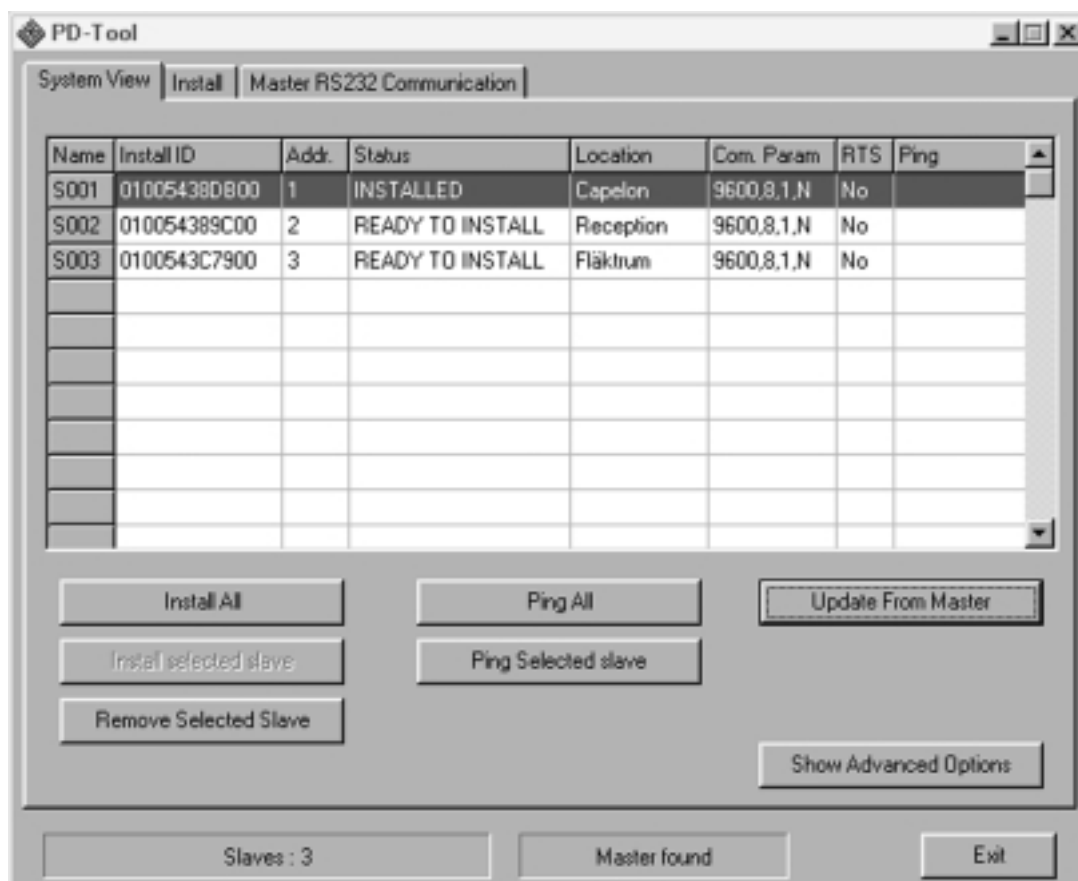 PD-Tool
System View Install Master RS232 Communication
Name Install ID Addr. Status Location Com. Param RTS Ping
S001 01005438DB00 1 INSTALLED Capelon 9600,8,1,N No
S002 010054389C00 2 READY TO INSTALL Reception 9600,8,1,N No
S003 0100543C7900 3 READY TO INSTALL Fläktrum 9600,8,1,N No
Install All Ping All Update From Master
Install selected slave Ping Selected slave
Remove Selected Slave
Show Advanced Options
Slaves : 3 Master found Exit